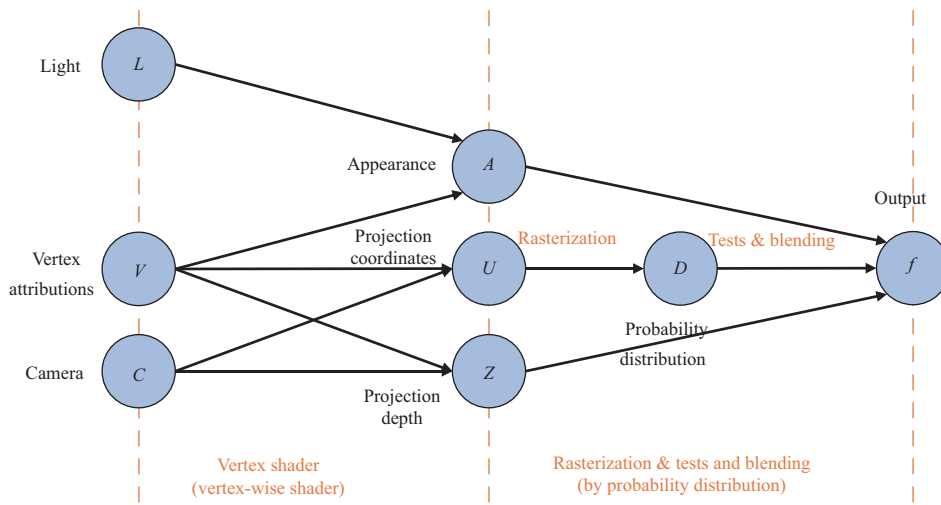 Light
L
Appearance
A
Output
Vertex
attributions
V
Projection
coordinates
U
Rasterization
D
Tests & blending
f
Camera
C
Projection
depth
Z
Probability
distribution
Vertex shader
(vertex-wise shader)
Rasterization & tests and blending
(by probability distribution)